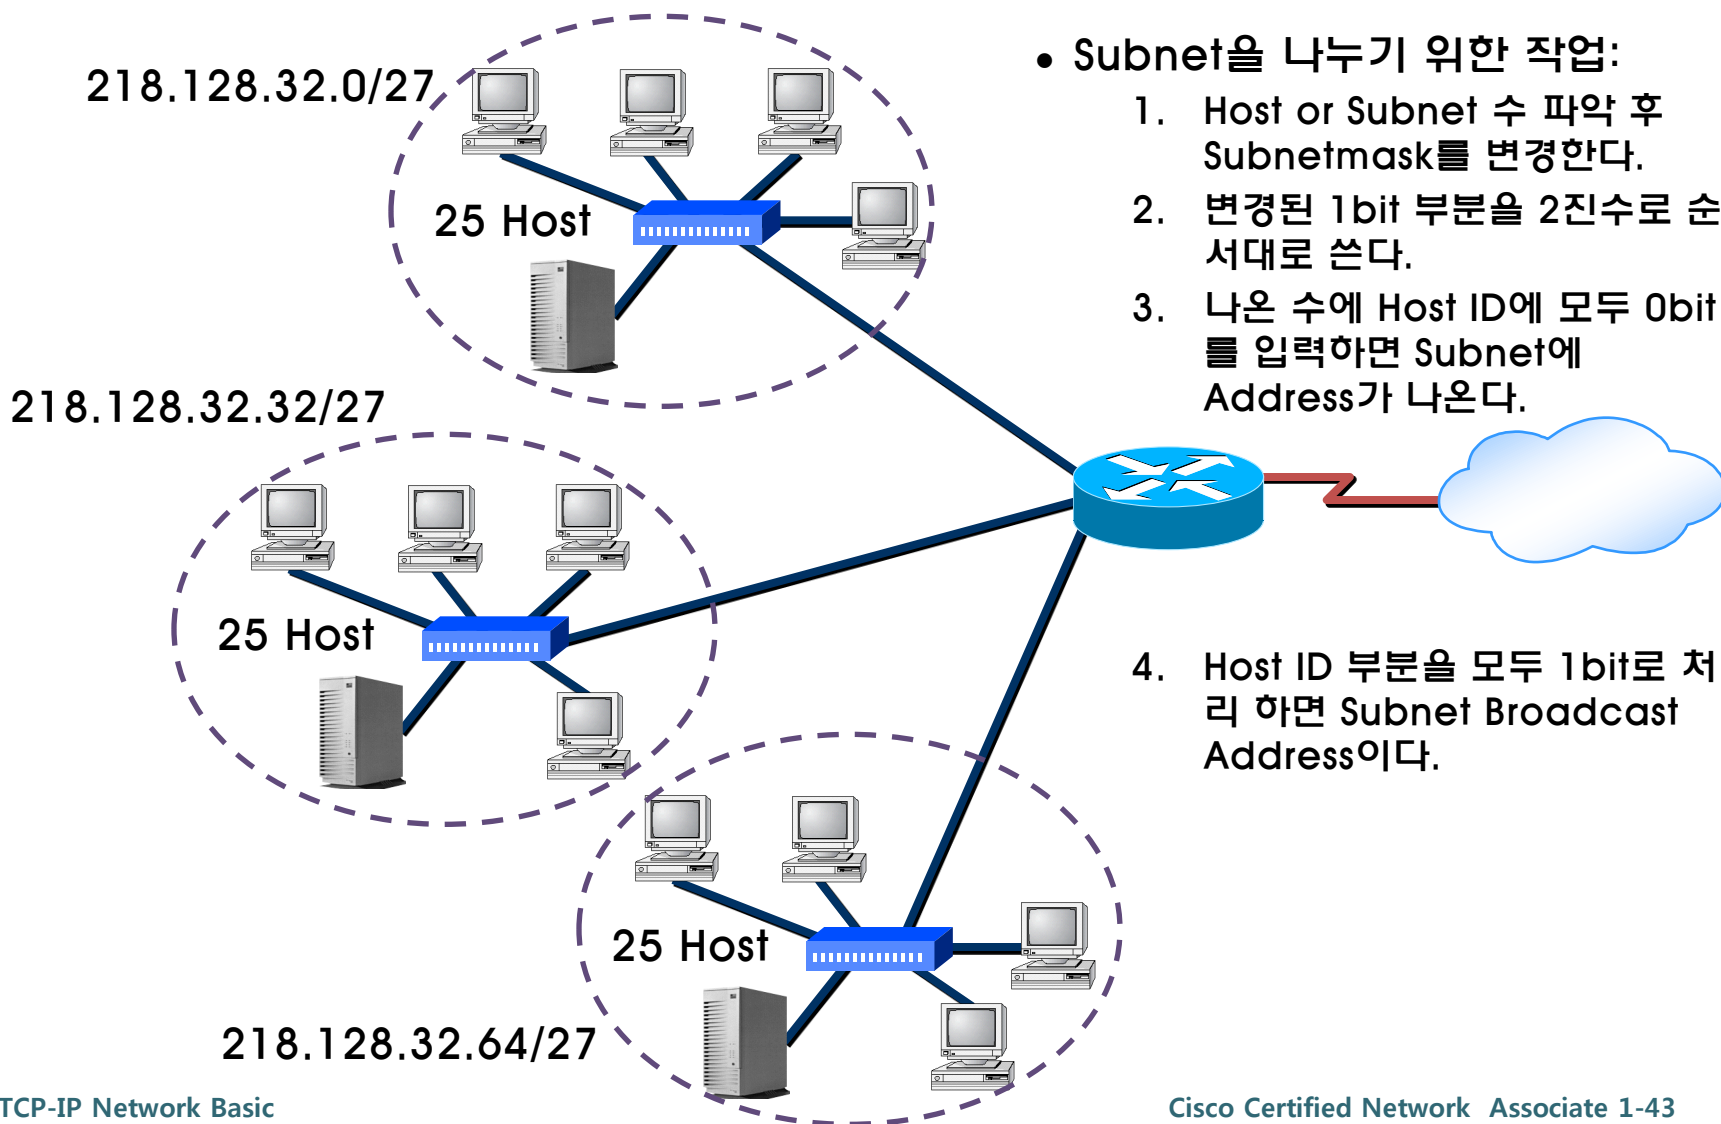 218.128.32.0/27
25 Host
218.128.32.32/27
25 Host
25 Host
218.128.32.64/27
• Subnet을 나누기 위한 작업:
1. Host or Subnet 수 파악 후
Subnetmask를 변경한다.
2. 변경된 1bit 부분을 2진수로 순
서대로 쓴다.
3. 나온 수에 Host ID에 모두 0bit
를 입력하면 Subnet에
Address가 나온다.
4. Host ID 부분을 모두 1bit로 처
리 하면 Subnet Broadcast
Address이다.
TCP-IP Network Basic
Cisco Certified Network Associate 1-43